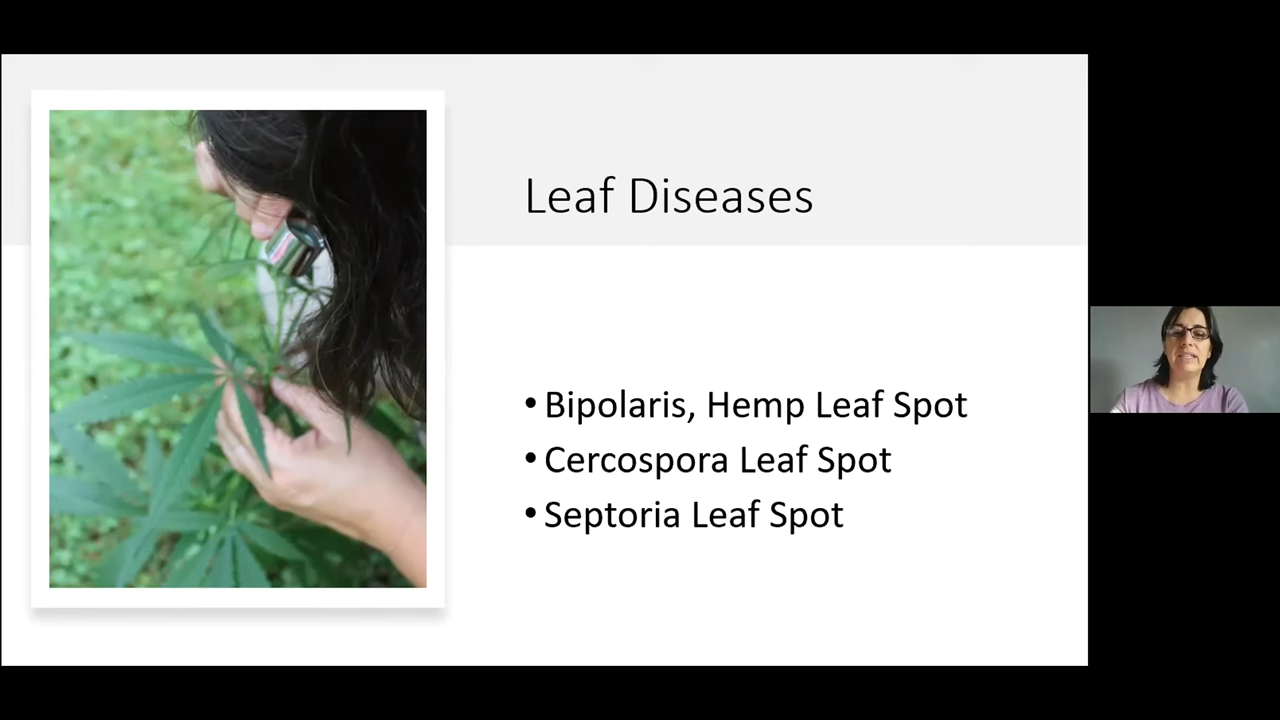 Leaf Diseases
• Bipolaris, Hemp Leaf Spot
• Cercospora Leaf Spot
• Septoria Leaf Spot